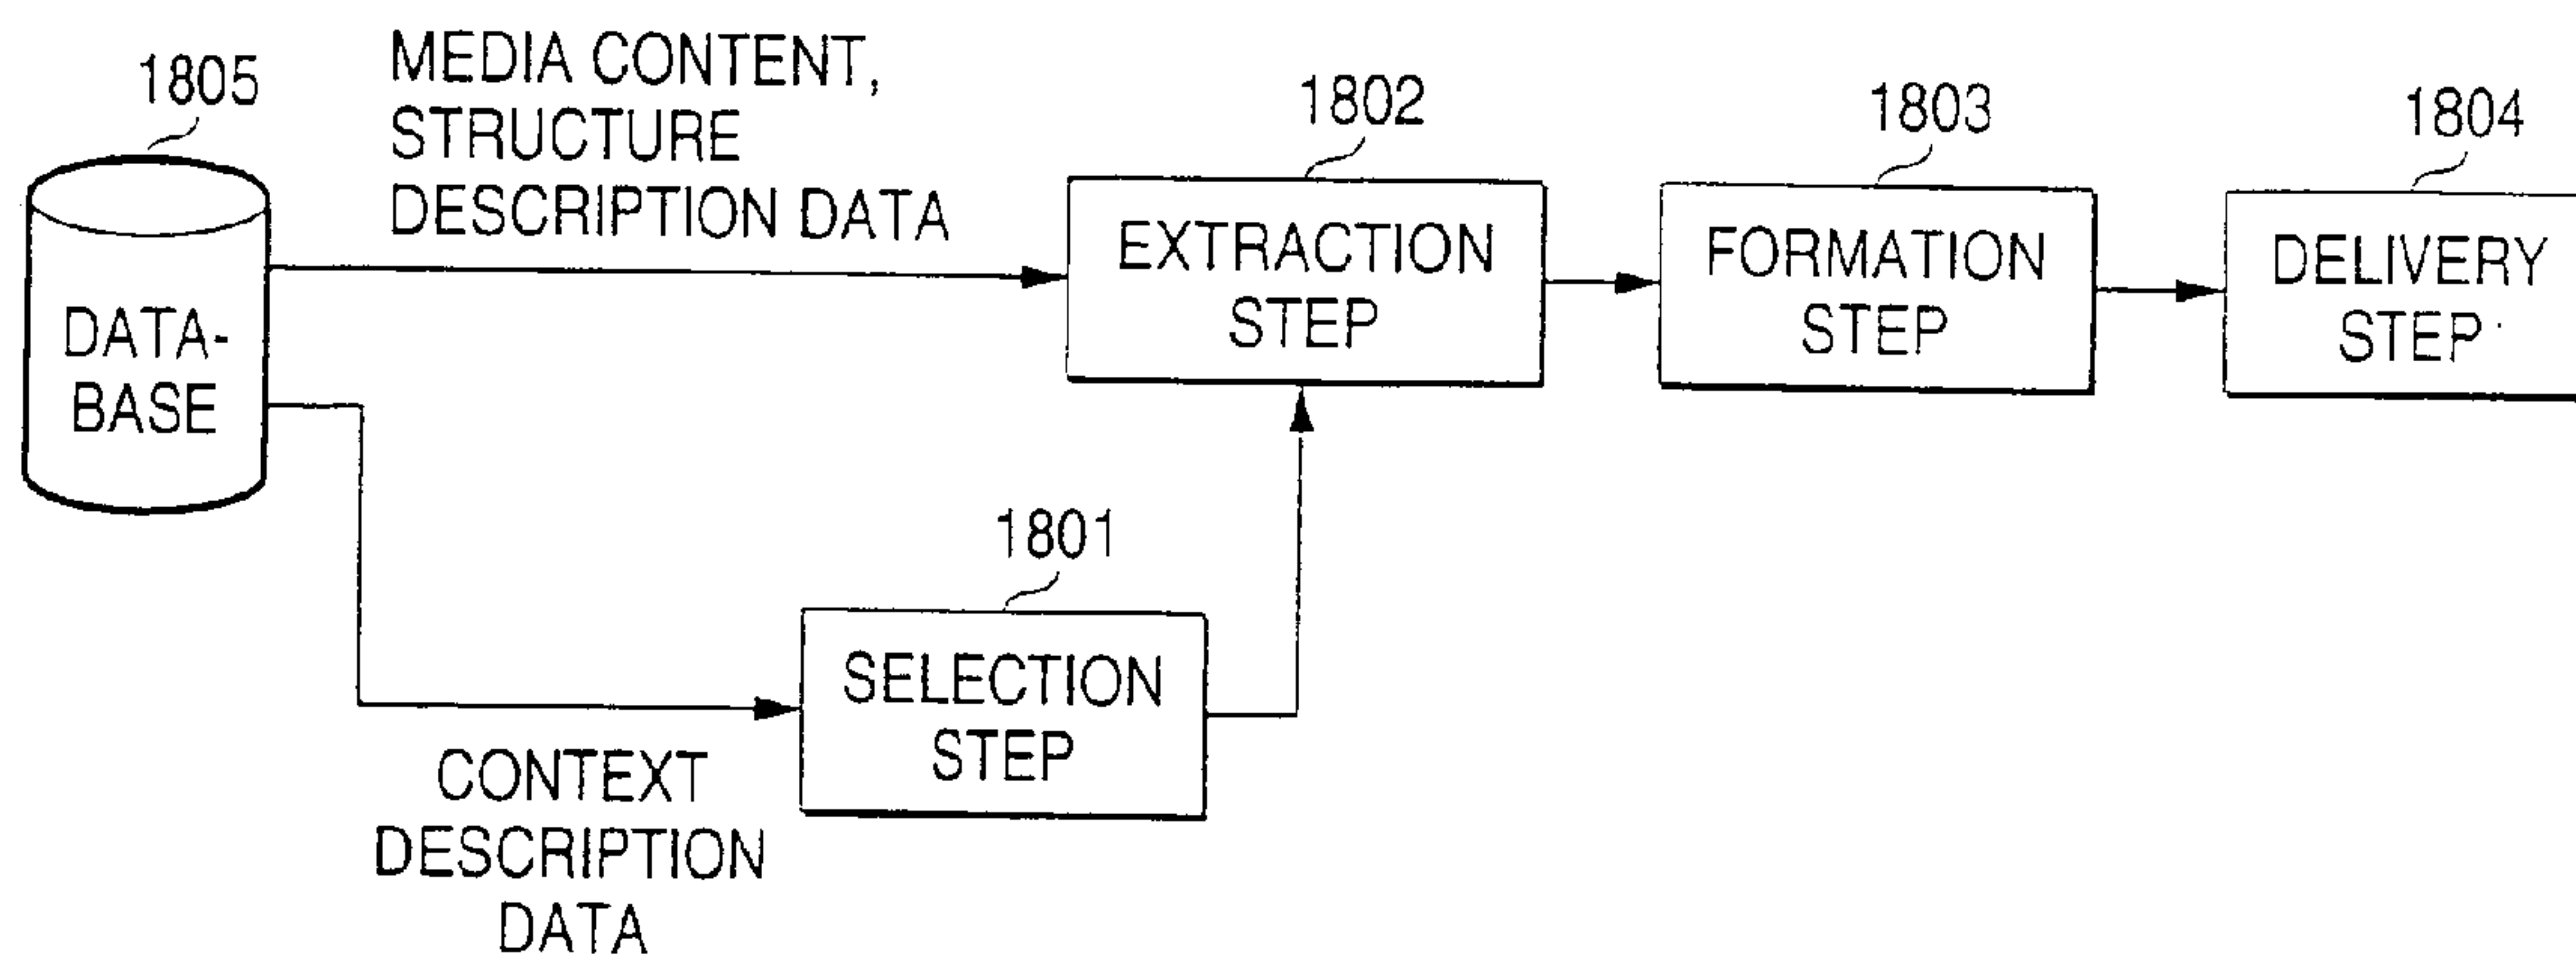 1805
MEDIA CONTENT,
STRUCTURE
DESCRIPTION DATA
1802
1803
1804
DATA-
BASE
EXTRACTION
STEP
FORMATION
STEP
DELIVERY
STEP
1801
SELECTION
STEP
CONTEXT
DESCRIPTION
DATA